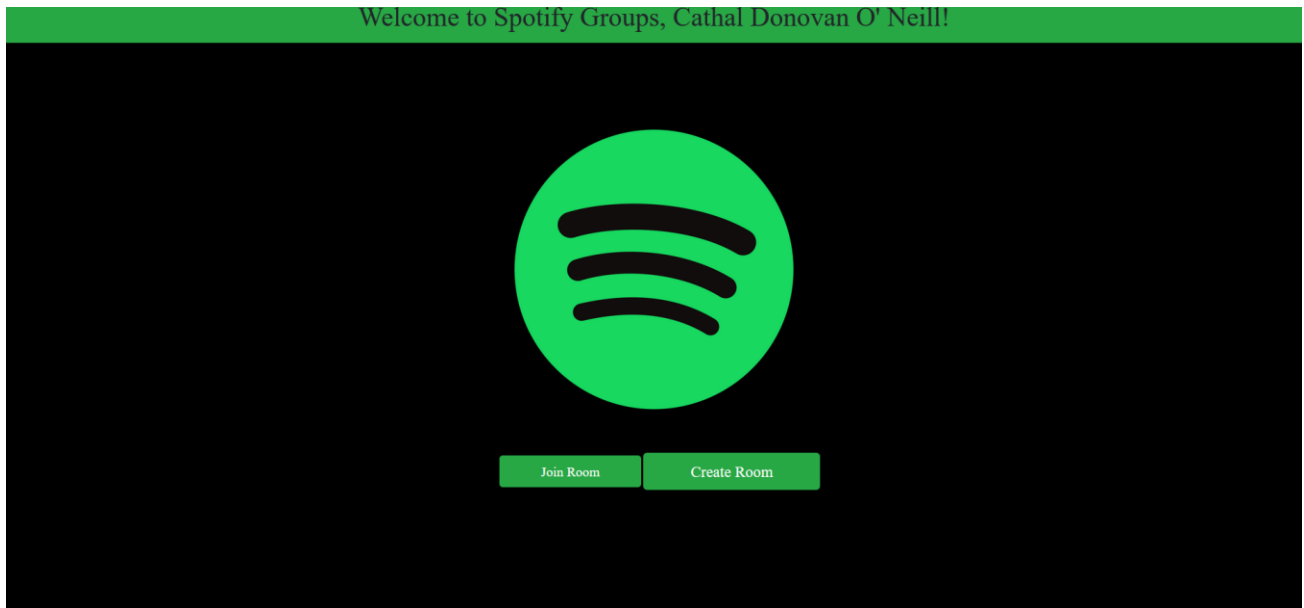 Welcome to Spotify Groups, Cathal Donovan O' Neill!
Join Room
Create Room